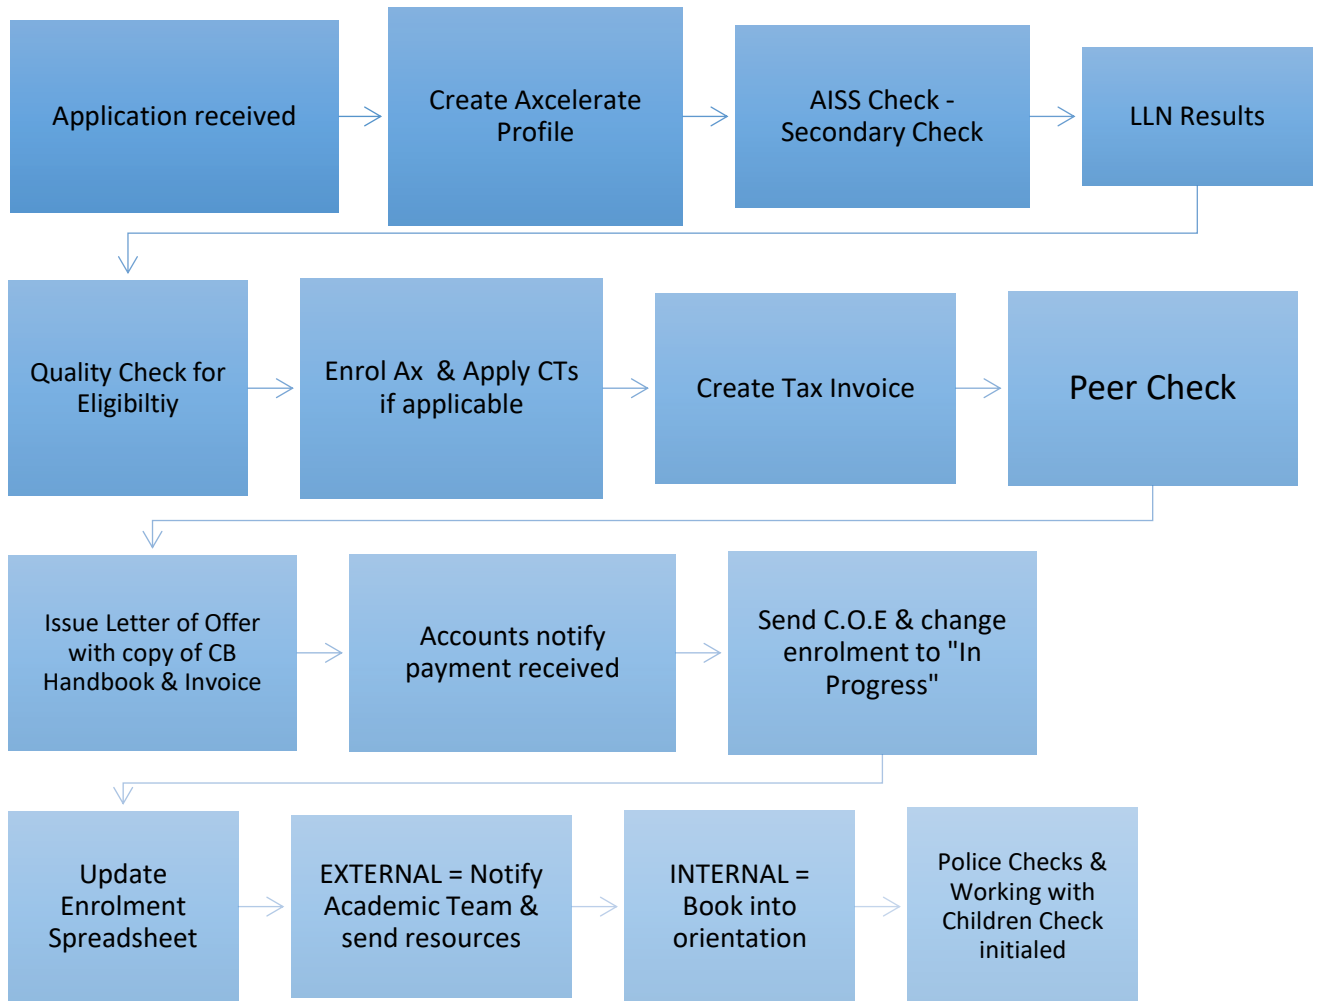 Application received
Create Axcelerate
Profile
AISS Check -
Secondary Check
LLN Results
Quality Check for
Eligibiltiy
Enrol Ax  & Apply CTs
if applicable
Create Tax Invoice
Peer Check
Issue Letter of Offer
with copy of CB
Handbook & Invoice
Accounts notify
payment received
Send C.O.E & change
enrolment to "In
Progress"
Update
Enrolment
Spreadsheet
EXTERNAL = Notify
Academic Team &
send resources
INTERNAL =
Book into
orientation
Police Checks &
Working with
Children Check
initialed